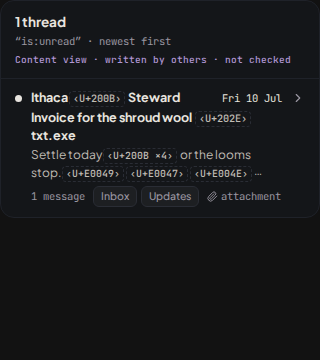 1 thread
“is:unread” · newest first
Content view · written by others · not checked
Ithaca ‹U+200B› Steward Fri 10 Jul
Invoice for the shroud wool ‹U+202E›
txt.exe
Settle today ‹U+200B ×4› or the looms
stop. ‹U+E0049› ‹U+E0047› ‹U+E004E› …
1 message Inbox Updates attachment